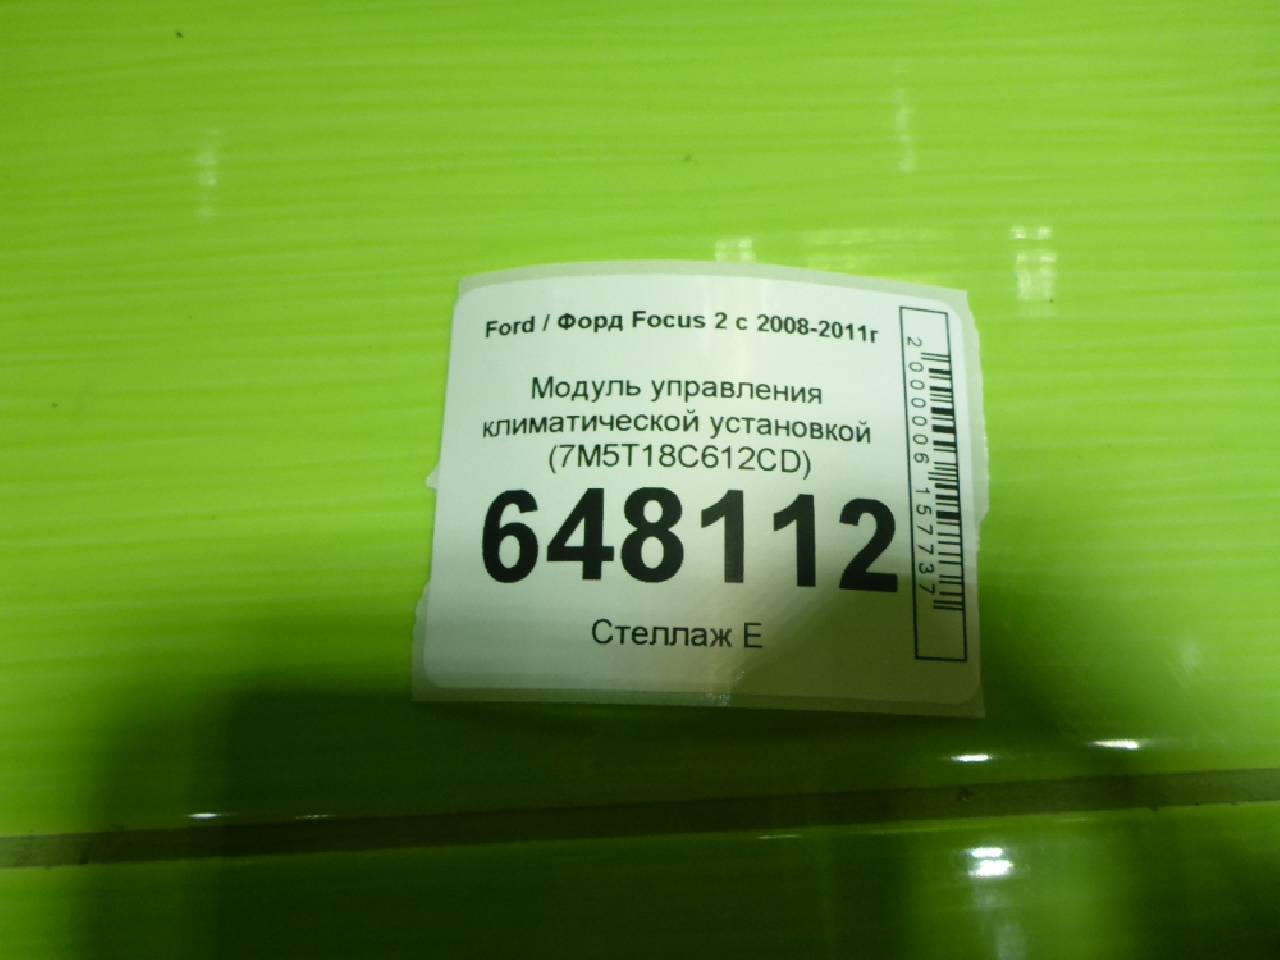 Ford / Форд Focus 2 с 2008-2011г
Модуль управления
климатической установкой
(7M5T18C612CD)
648112
Стеллаж Е
2000006157737